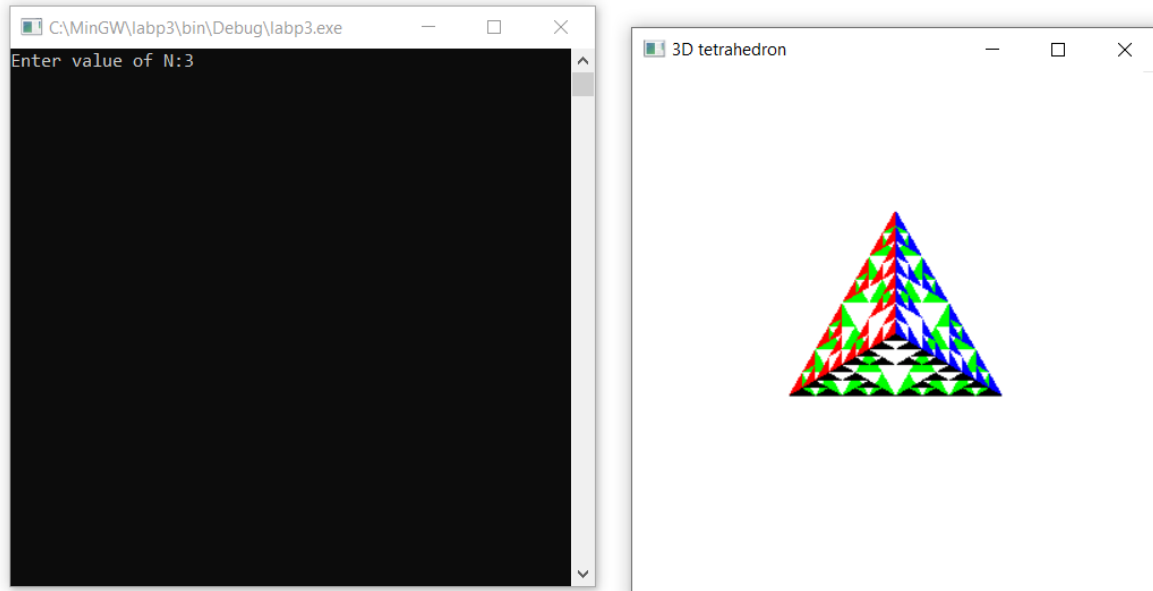 C:\MinGW\labp3\bin\Debug\labp3.exe
Enter value of N:3
3D tetrahedron